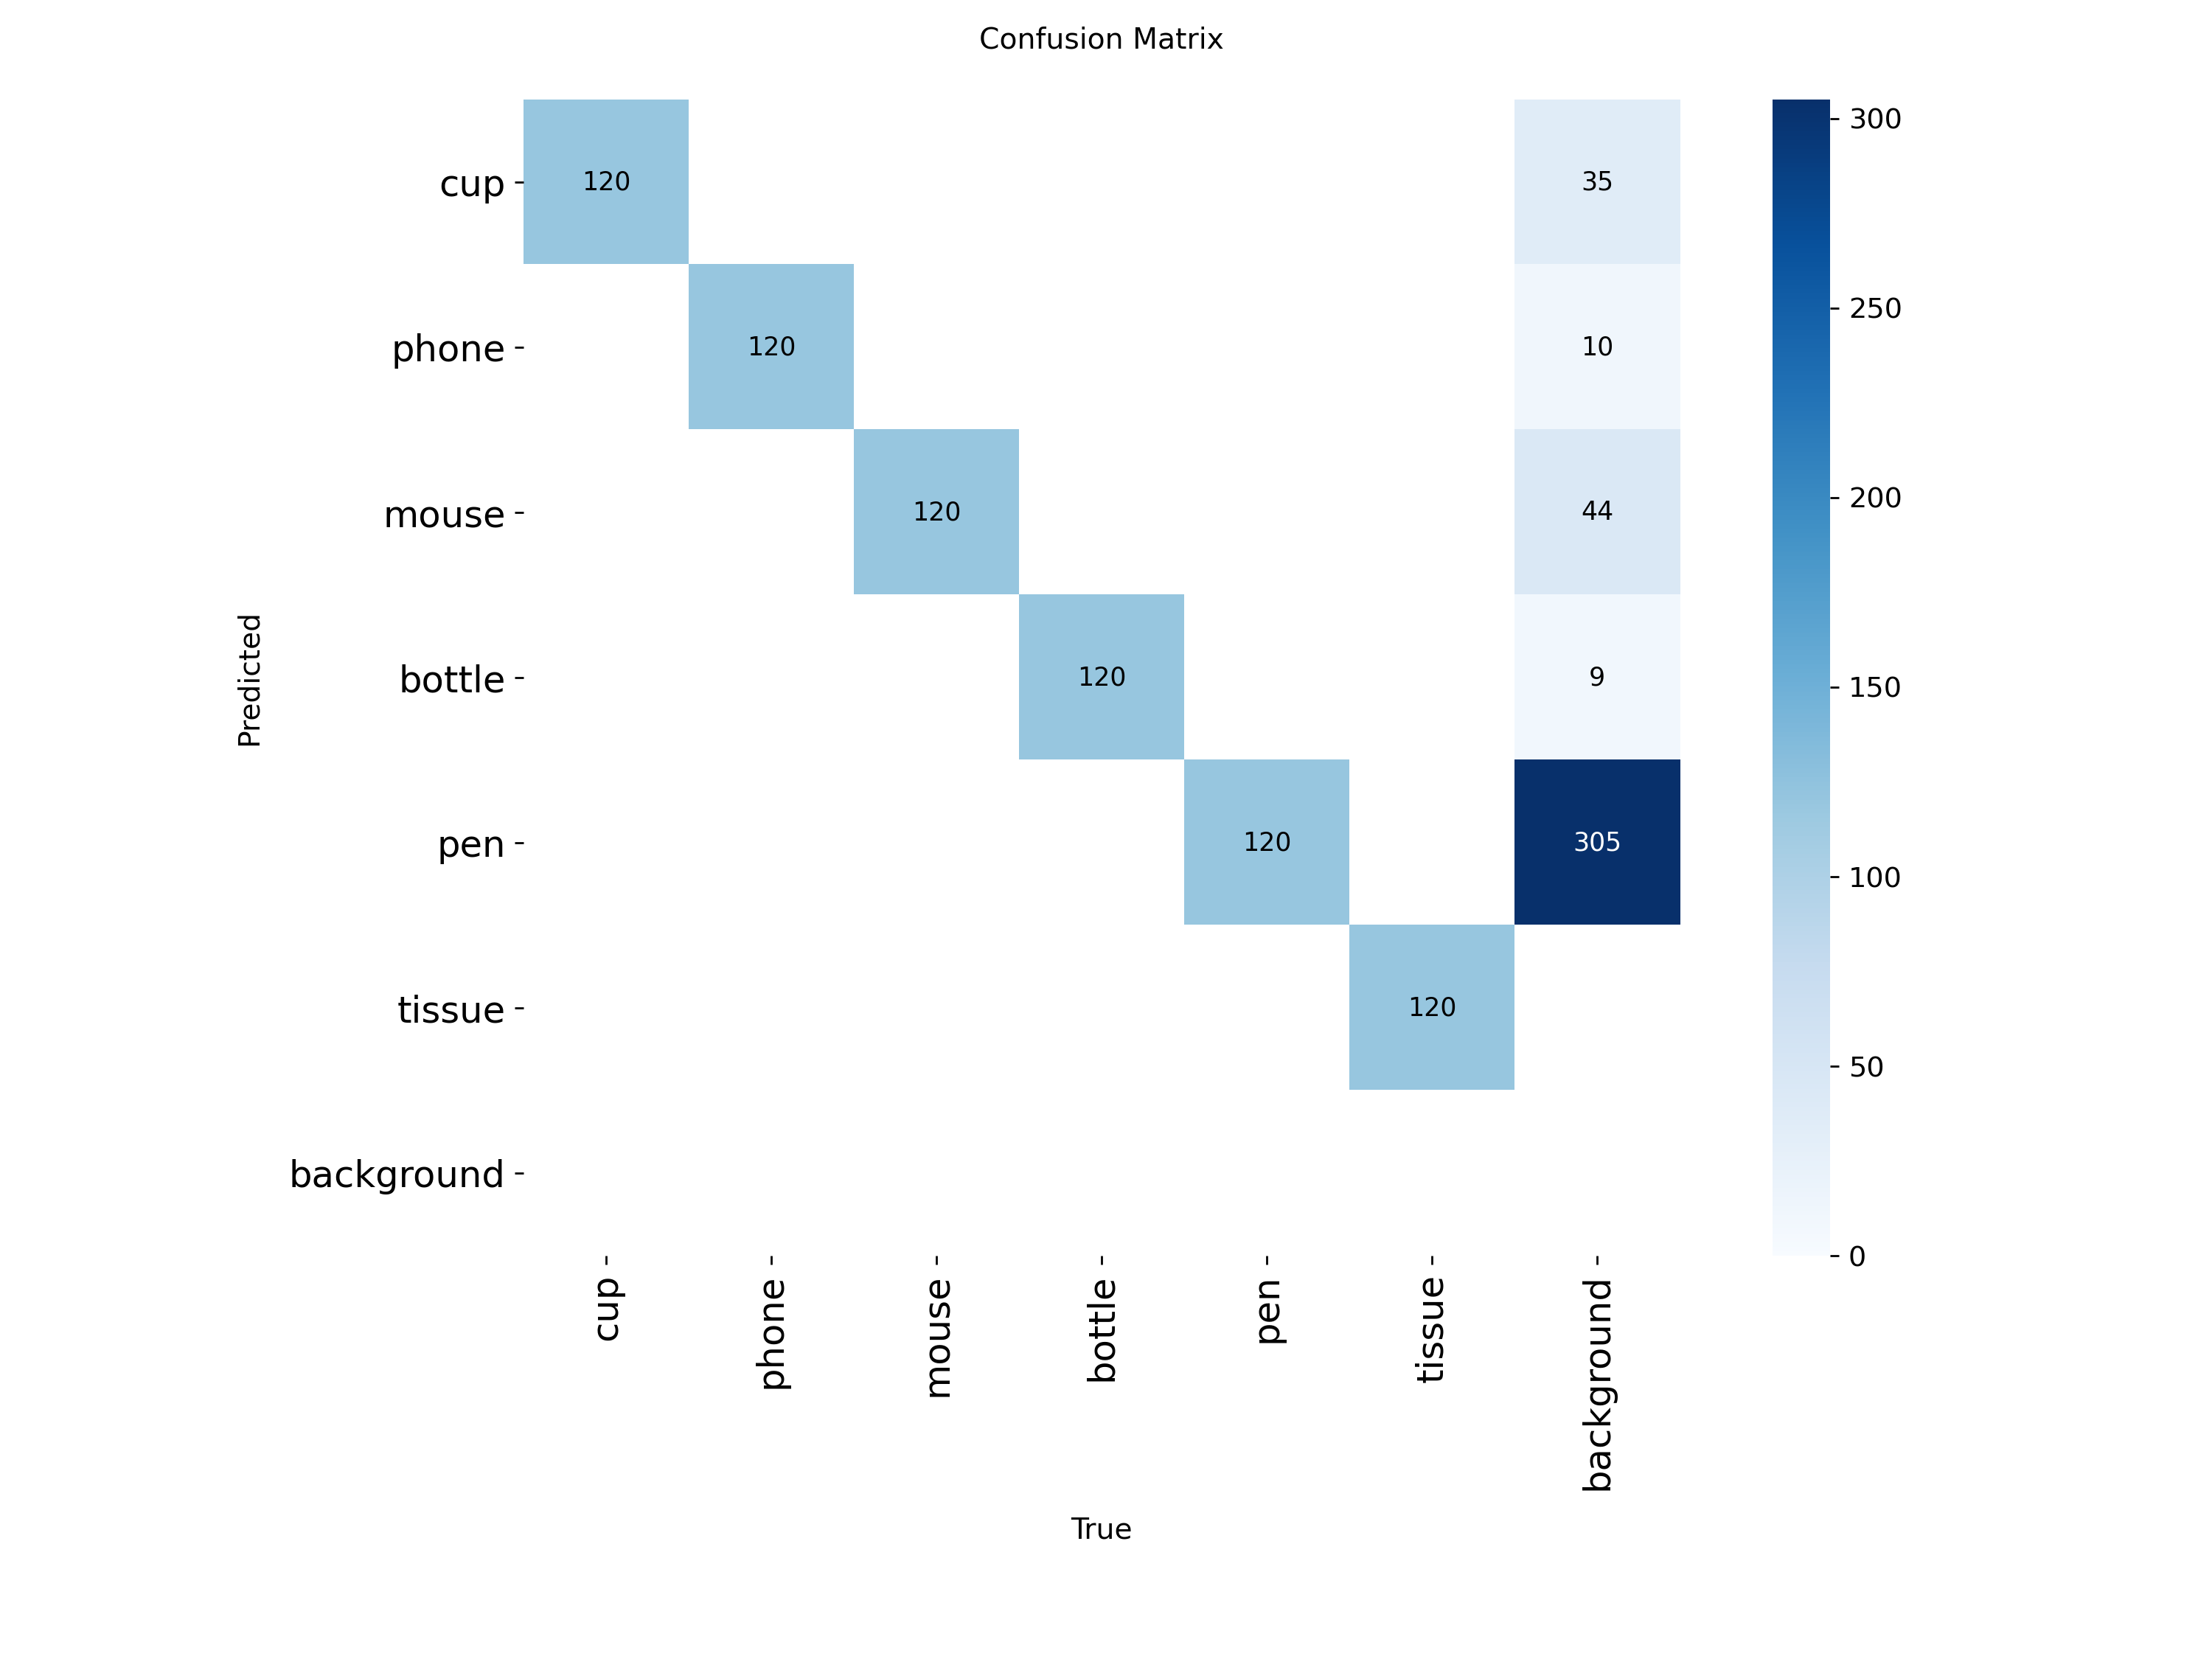 Confusion Matrix
cup 120 35 300
phone 120 10 250
mouse 120 44 200
bottle 120 9 150
pen 120 305 100
tissue 120 50
background 0
cup phone mouse bottle pen tissue background
Predicted
True